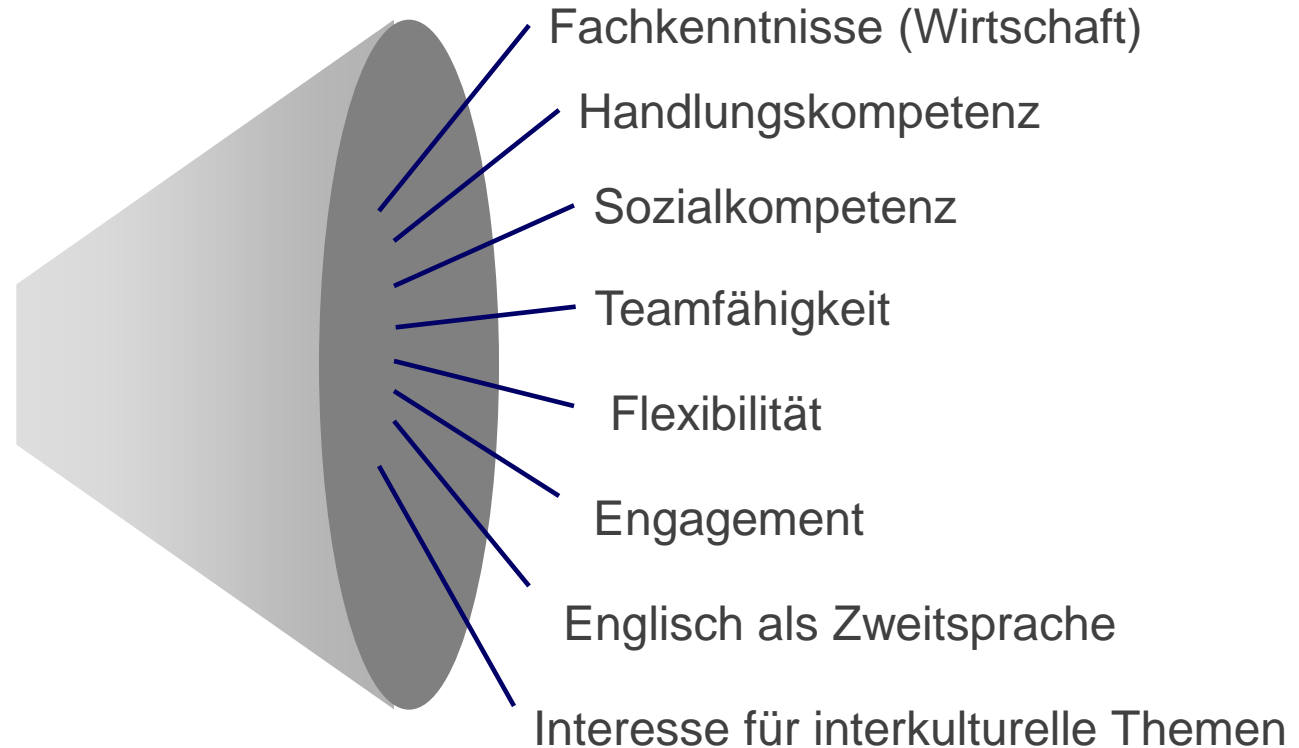 Fachkenntnisse (Wirtschaft)
Handlungskompetenz
Sozialkompetenz
Teamfähigkeit
Flexibilität
Engagement
Englisch als Zweitsprache
Interesse für interkulturelle Themen